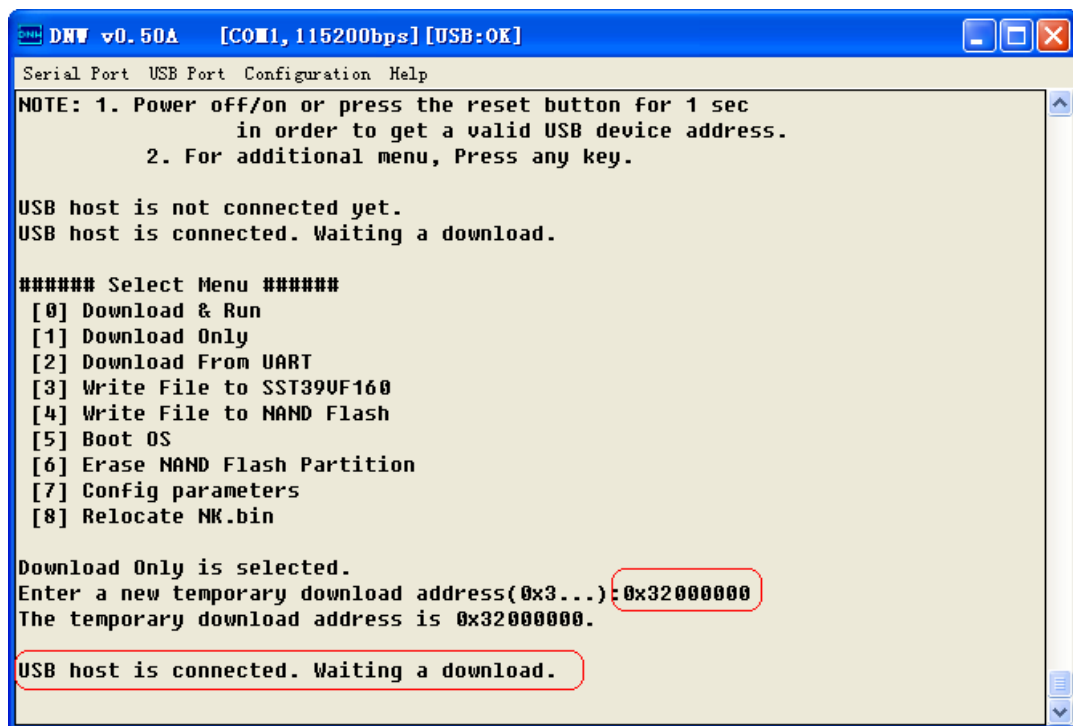 DNW
DNW v0.50A [COM1,115200bps][USB:OK]
Serial Port USB Port Configuration Help
NOTE: 1. Power off/on or press the reset button for 1 sec
in order to get a valid USB device address.
2. For additional menu, Press any key.
USB host is not connected yet.
USB host is connected. Waiting a download.
###### Select Menu ######
[0] Download & Run
[1] Download Only
[2] Download From UART
[3] Write File to SST39VF160
[4] Write File to NAND Flash
[5] Boot OS
[6] Erase NAND Flash Partition
[7] Config parameters
[8] Relocate NK.bin
Download Only is selected.
Enter a new temporary download address(0x3...):0x32000000
The temporary download address is 0x32000000.
USB host is connected. Waiting a download.